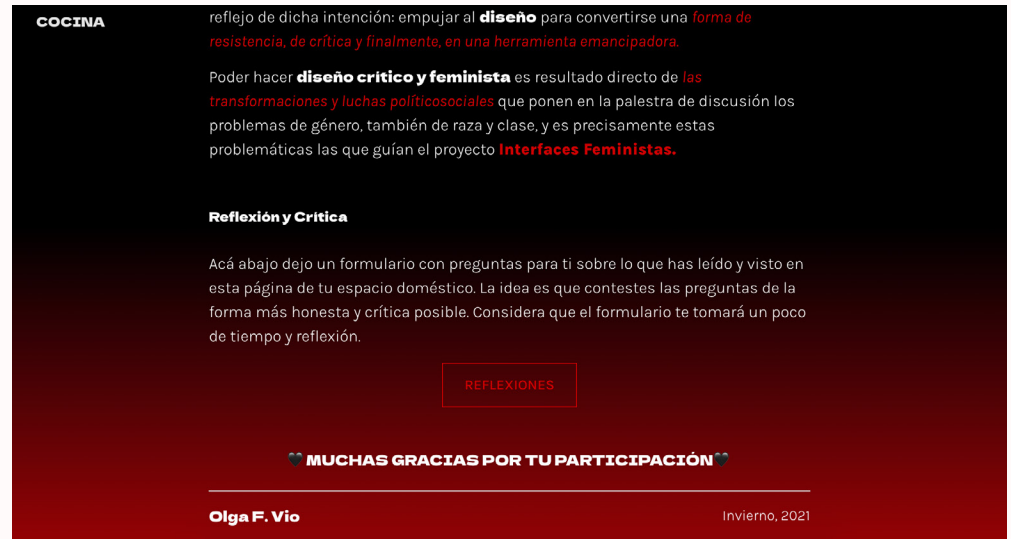 COCINA
reflejo de dicha intención: empujar al diseño para convertirse una forma de
resistencia, de crítica y finalmente, en una herramienta emancipadora.
Poder hacer diseño crítico y feminista es resultado directo de las
transformaciones y luchas políticosociales que ponen en la palestra de discusión los
problemas de género, también de raza y clase, y es precisamente estas
problemáticas las que guían el proyecto Interfaces Feministas.
Reflexión y Crítica
Acá abajo dejo un formulario con preguntas para ti sobre lo que has leído y visto en
esta página de tu espacio doméstico. La idea es que contestes las preguntas de la
forma más honesta y crítica posible. Considera que el formulario te tomará un poco
de tiempo y reflexión.
REFLEXIONES
🖤MUCHAS GRACIAS POR TU PARTICIPACIÓN🖤
Olga F. Vio
Invierno, 2021